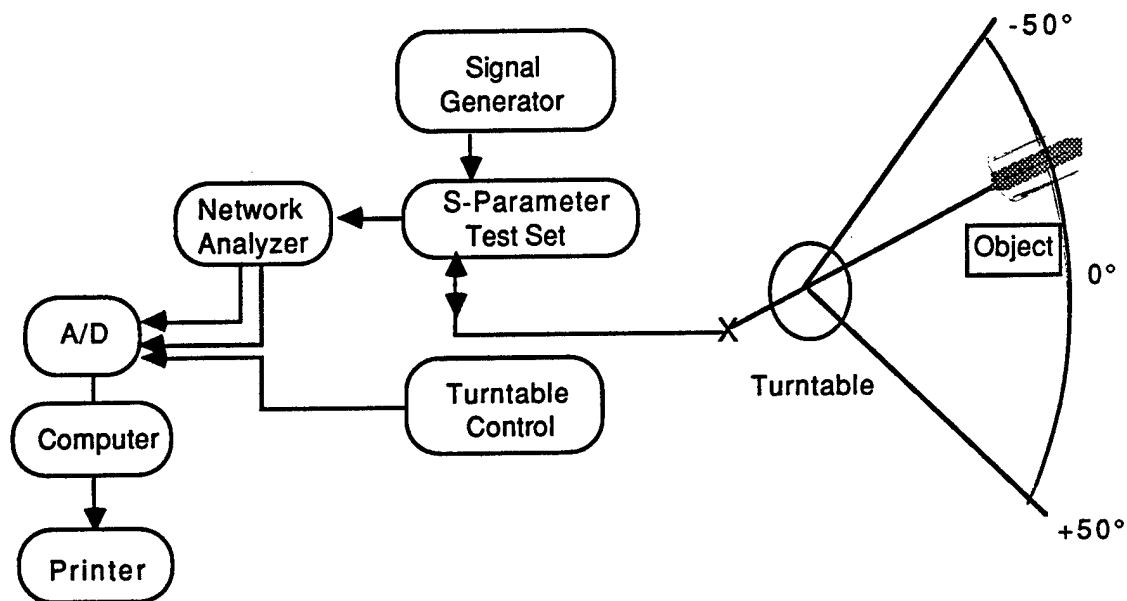 -50°
Signal
Generator
S-Parameter
Test Set
Network
Analyzer
Object
0°
A/D
X
Turntable
Turntable
Control
Computer
+50°
Printer